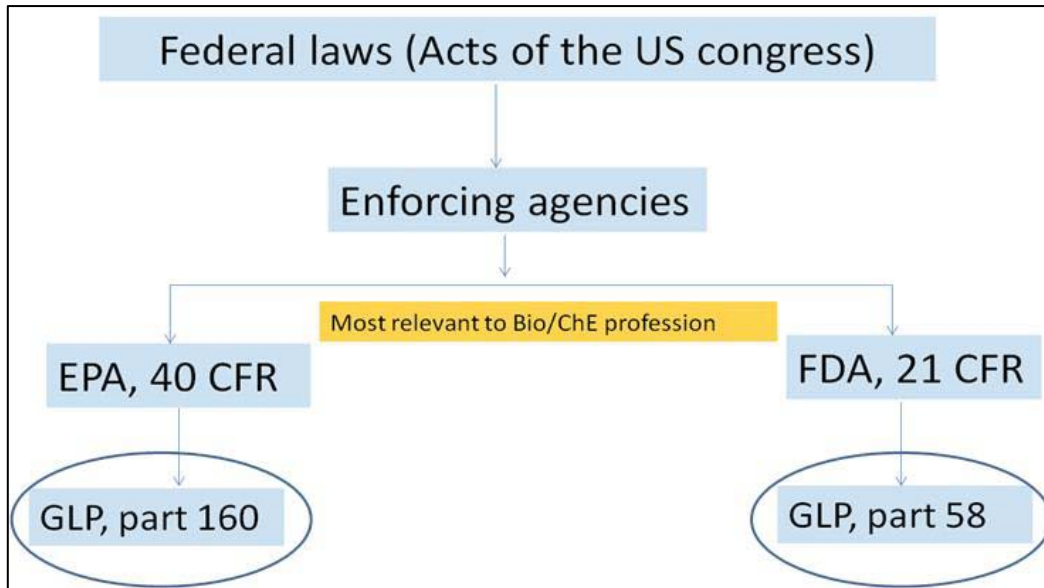 Federal laws (Acts of the US congress)
Enforcing agencies
Most relevant to Bio/ChE profession
EPA, 40 CFR
FDA, 21 CFR
GLP, part 160
GLP, part 58